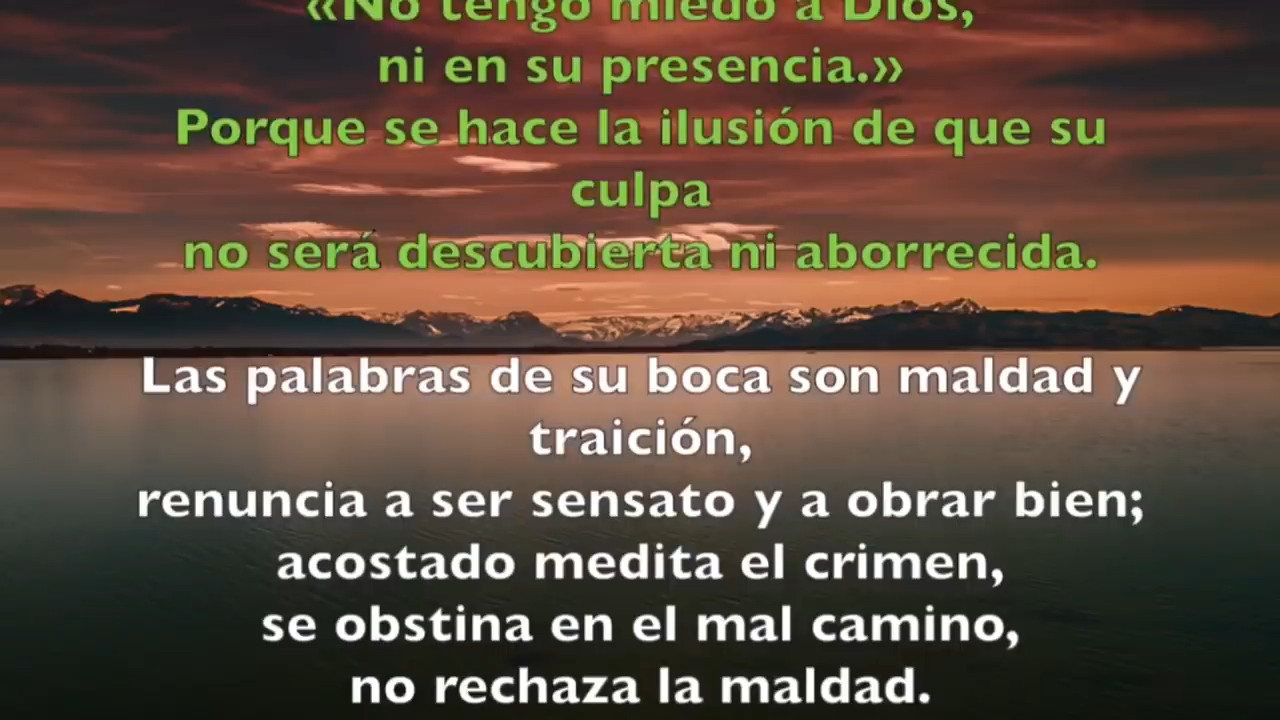 «No tengo miedo a Dios,
ni en su presencia.»
Porque se hace la ilusión de que su
culpa
no será descubierta ni aborrecida.
Las palabras de su boca son maldad y
traición,
renuncia a ser sensato y a obrar bien;
acostado medita el crimen,
se obstina en el mal camino,
no rechaza la maldad.